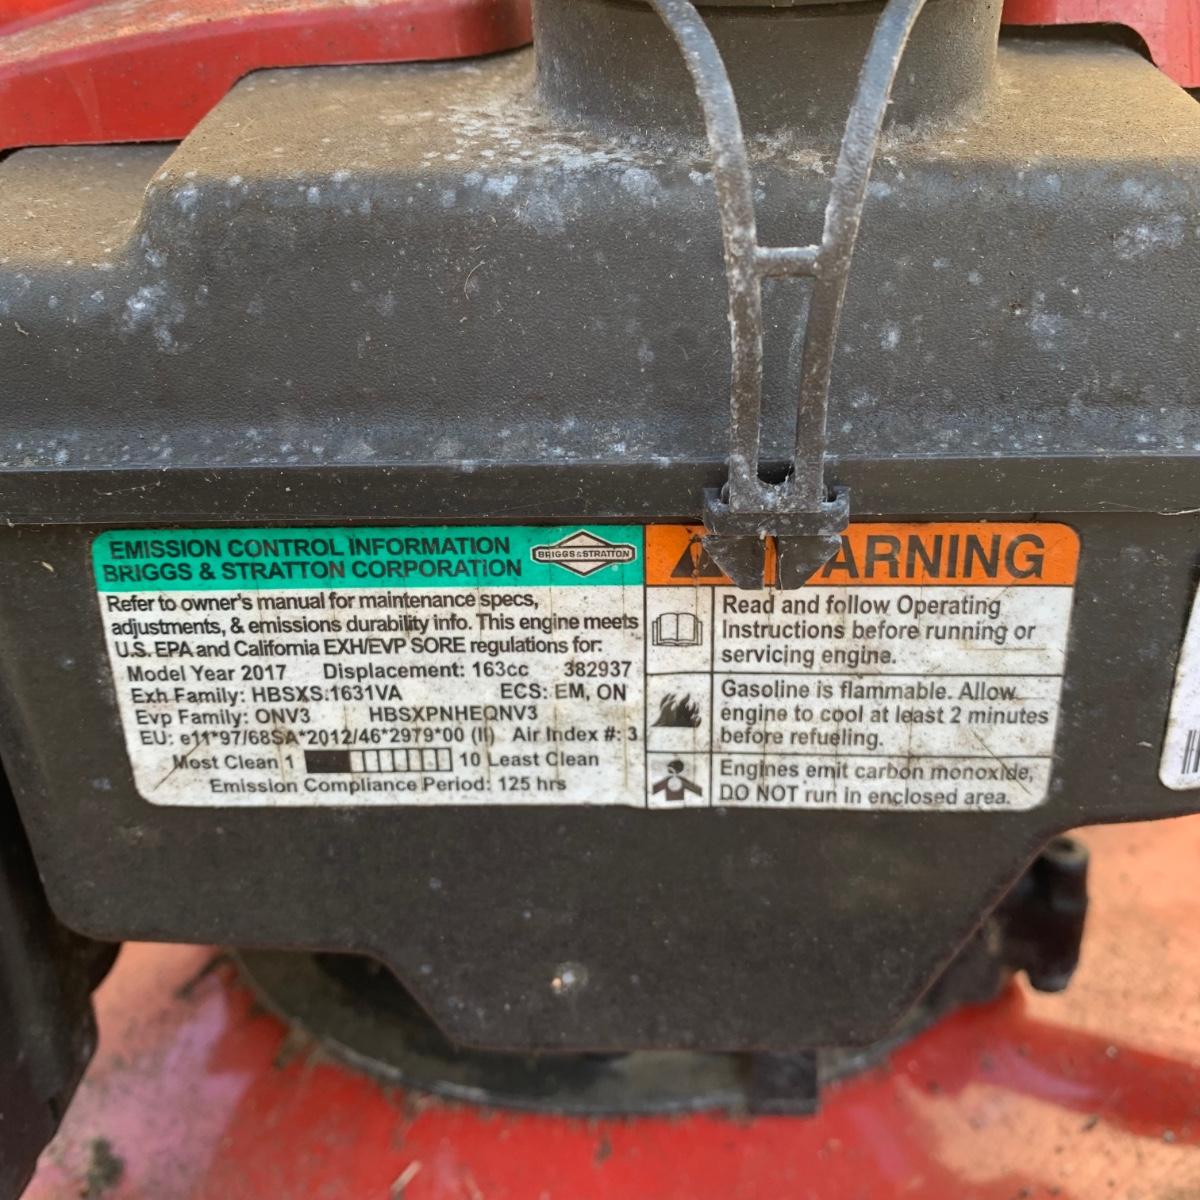 EMISSION CONTROL INFORMATION
BRIGGS & STRATTON CORPORATION
BRIGGS&STRATTON
Refer to owner's manual for maintenance specs,
adjustments, & emissions durability info. This engine meets
U.S. EPA and California EXH/EVP SORE regulations for:
Model Year 2017 Displacement: 163cc 382937
Exh Family: HBSXS.1631VA ECS: EM, ON
Evp Family: ONV3 HBSXPNHEQNV3
EU: e11*97/68SA*2012/46*2979*00 (II) Air Index #: 3
Most Clean 1 10 Least Clean
Emission Compliance Period: 125 hrs
ARNING
Read and follow Operating
Instructions before running or
servicing engine.
Gasoline is flammable. Allow
engine to cool at least 2 minutes
before refueling.
Engines emit carbon monoxide,
DO NOT run in enclosed area.